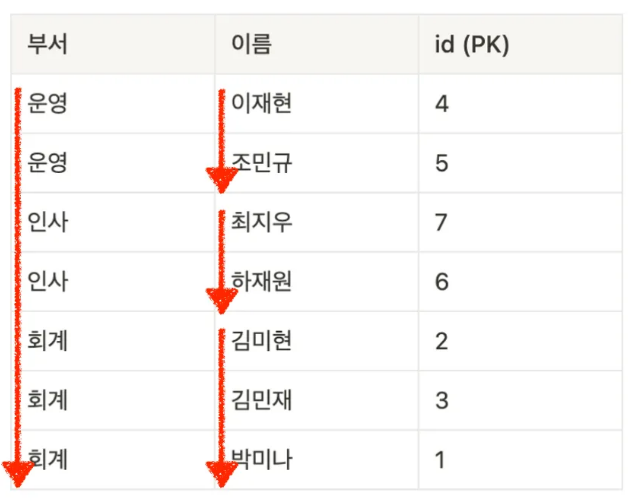 부서 이름 id (PK)
운영 이재현 4
운영 조민규 5
인사 최지우 7
인사 하재원 6
회계 김미현 2
회계 김민재 3
회계 박미나 1